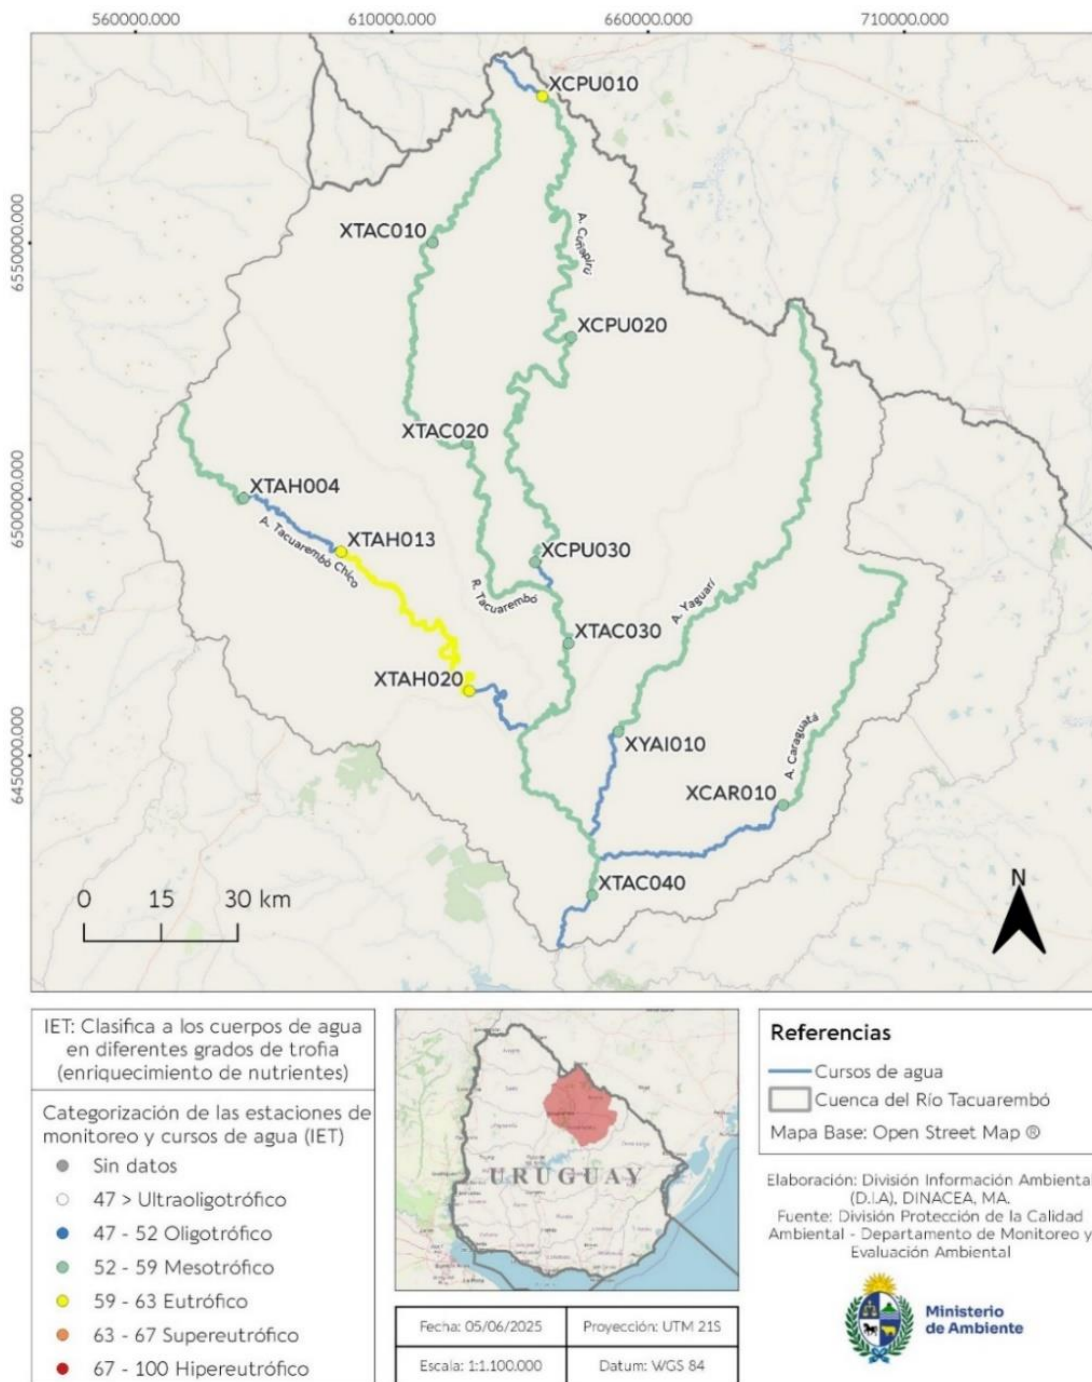 560000.000
610000.000
660000.000
710000.000
6550000.000
6500000.000
6450000.000
XCPU010
XTAC010
A. Cuñapirú
XCPU020
XTAC020
XTAH004
A. Tacuarembó Chico
XTAH013
XCPU030
R. Tacuarembó
A. Yaguarí
XTAC030
XTAH020
XYAI010
A. Caraguatá
XCAR010
XTAC040
N
0 15 30 km
IET: Clasifica a los cuerpos de agua
en diferentes grados de trofia
(enriquecimiento de nutrientes)
Categorización de las estaciones de
monitoreo y cursos de agua (IET)
Sin datos
47 > Ultraoligotrófico
47 - 52 Oligotrófico
52 - 59 Mesotrófico
59 - 63 Eutrófico
63 - 67 Supereutrófico
67 - 100 Hipereutrófico
URUGUAY
Fecha: 05/06/2025
Proyección: UTM 21S
Escala: 1:1.100.000
Datum: WGS 84
Referencias
Cursos de agua
Cuenca del Río Tacuarembó
Mapa Base: Open Street Map ®
Elaboración: División Información Ambiental
(D.I.A), DINACEA, MA.
Fuente: División Protección de la Calidad
Ambiental - Departamento de Monitoreo y
Evaluación Ambiental
Ministerio
de Ambiente